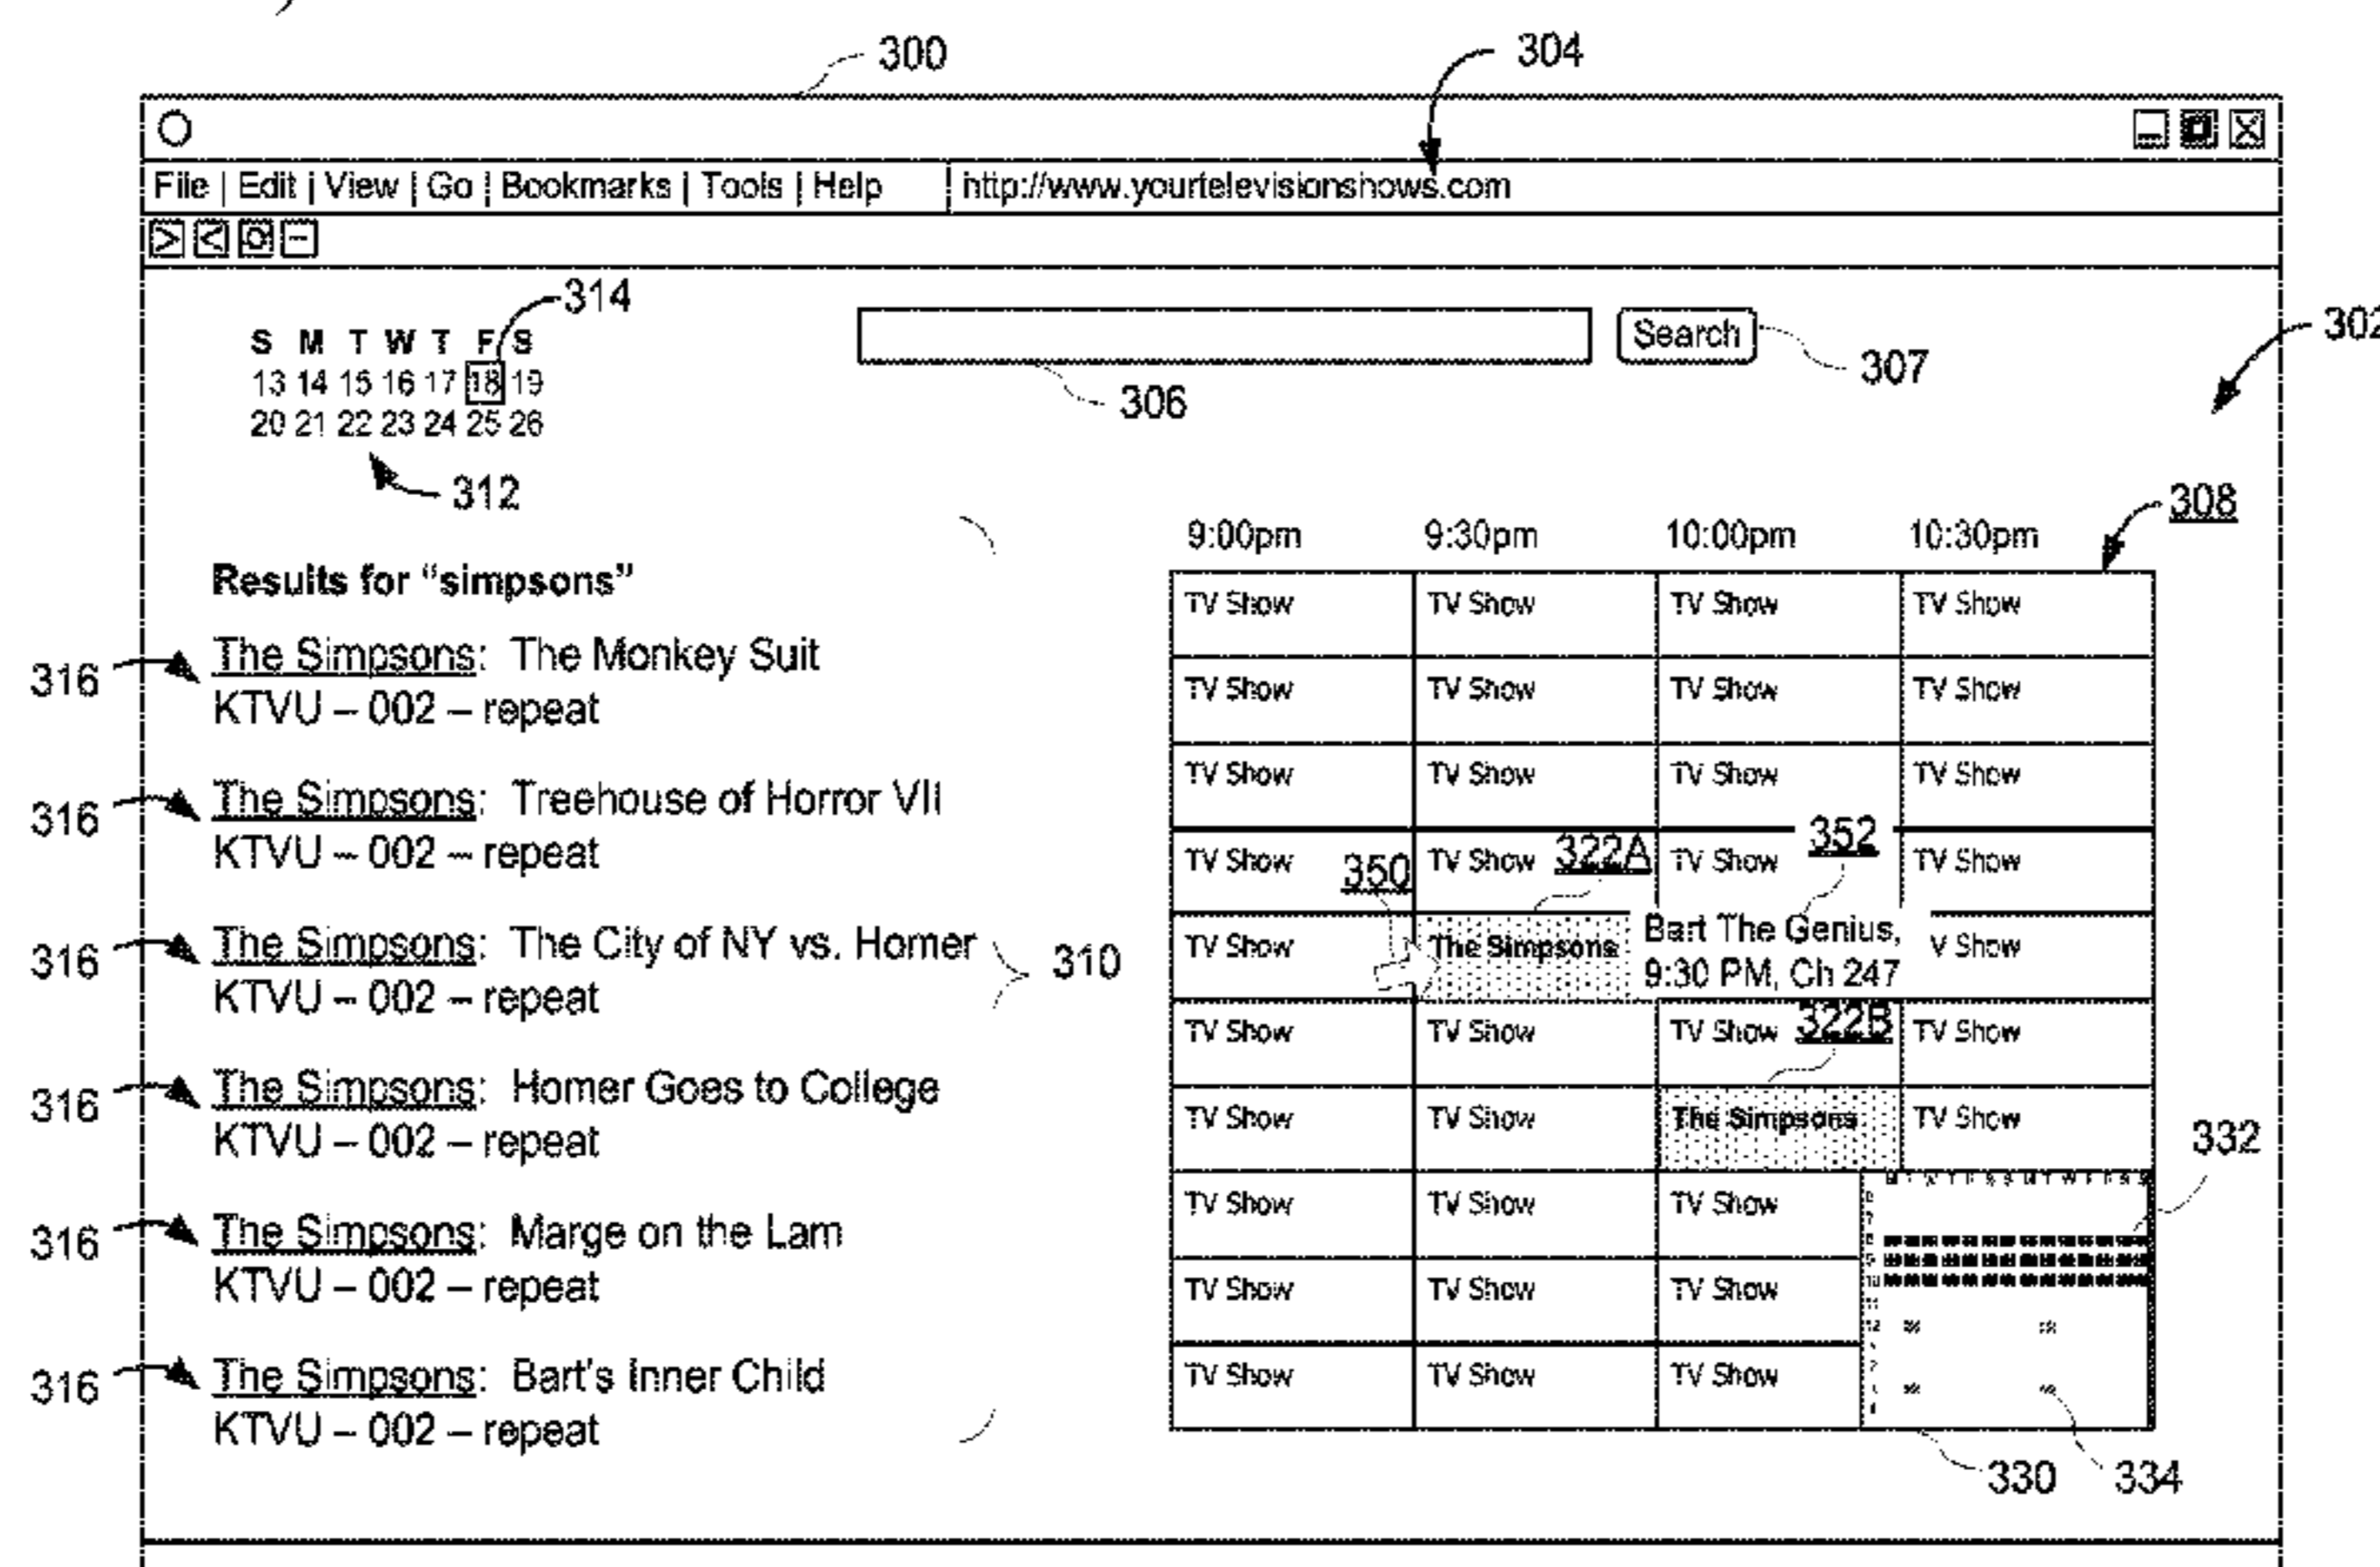 300
304
File | Edit | View | Go | Bookmarks | Tools | Help
http://www.yourtelevisionshows.com
314
S M T W T F S
13 14 15 16 17 18 19
20 21 22 23 24 25 26
312
Search
307
306
302
308
Results for “simpsons”
316
The Simpsons: The Monkey Suit
KTVU – 002 – repeat
316
The Simpsons: Treehouse of Horror VII
KTVU – 002 – repeat
316
The Simpsons: The City of NY vs. Homer
KTVU – 002 – repeat
310
316
The Simpsons: Homer Goes to College
KTVU – 002 – repeat
316
The Simpsons: Marge on the Lam
KTVU – 002 – repeat
316
The Simpsons: Bart's Inner Child
KTVU – 002 – repeat
9:00pm 9:30pm 10:00pm 10:30pm
TV Show TV Show TV Show TV Show
TV Show TV Show TV Show TV Show
TV Show TV Show TV Show TV Show
TV Show 350 TV Show 322A TV Show 352 TV Show
TV Show The Simpsons Bart The Genius, V Show
9:30 PM, Ch 247
TV Show TV Show TV Show 322B TV Show
TV Show TV Show The Simpsons TV Show
332
TV Show TV Show TV Show
TV Show TV Show TV Show
TV Show TV Show TV Show
330
334